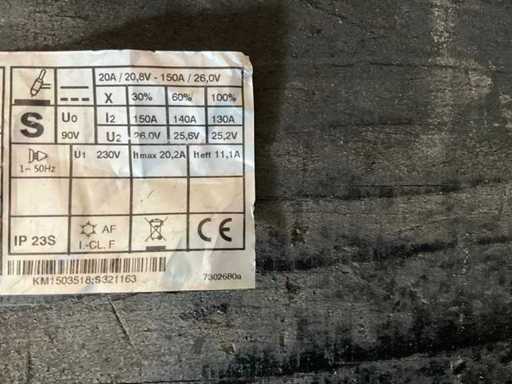 20A / 20,8V - 150A / 26,0V
X 30% 60% 100%
S U0 I2 150A 140A 130A
90V U2 26,0V 25,6V 25,2V
1~ 50Hz U1 230V I1max 20,2A I1eff 11,1A
IP 23S AF
I.-CL. F CE
KM1503518;S321163
7302680a